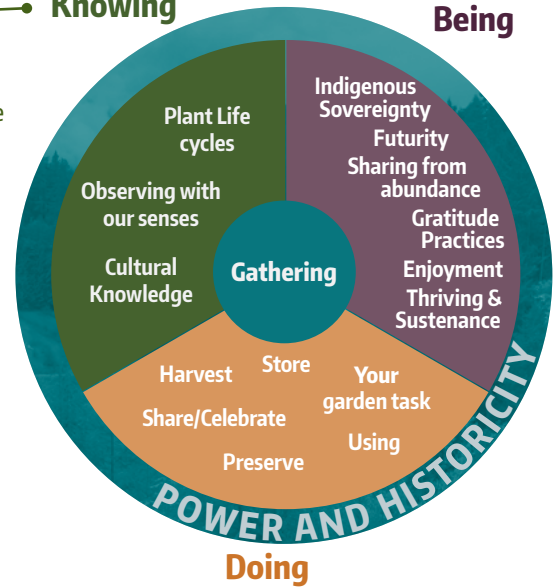 Knowing
Being
e
Plant Life
cycles
Observing with
our senses
Cultural
Knowledge
Indigenous
Sovereignty
Futurity
Sharing from
abundance
Gratitude
Practices
Enjoyment
Thriving &
Sustenance
Gathering
Harvest
Store
Your
garden task
Share/Celebrate
Using
Preserve
POWER AND HISTORICITY
Doing